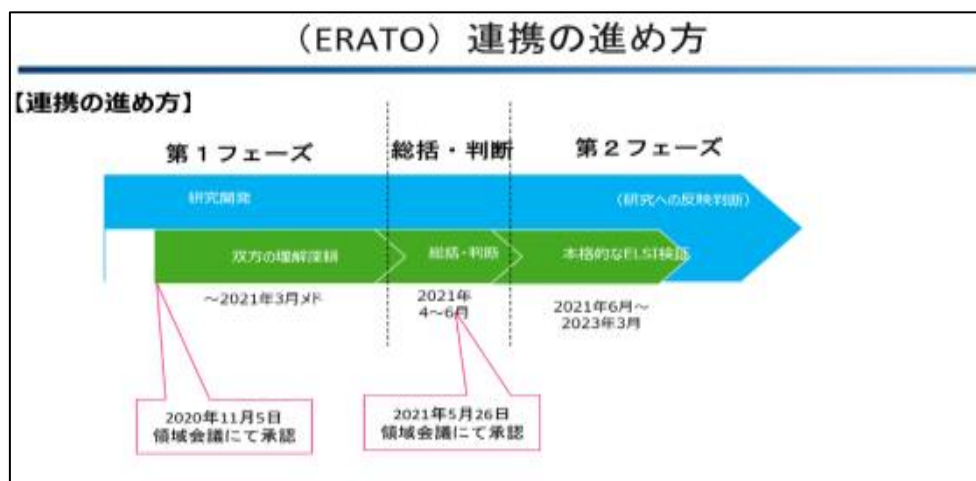 （ERATO）連携の進め方
【連携の進め方】
第１フェーズ
総括・判断
第２フェーズ
研究開発
（研究への反映判断）
双方の理解深耕
総括・判断
本格的なELSI検証
～2021年3月メド
2021年
4～6月
2021年6月～
2023年3月
2020年11月5日
領域会議にて承認
2021年5月26日
領域会議にて承認